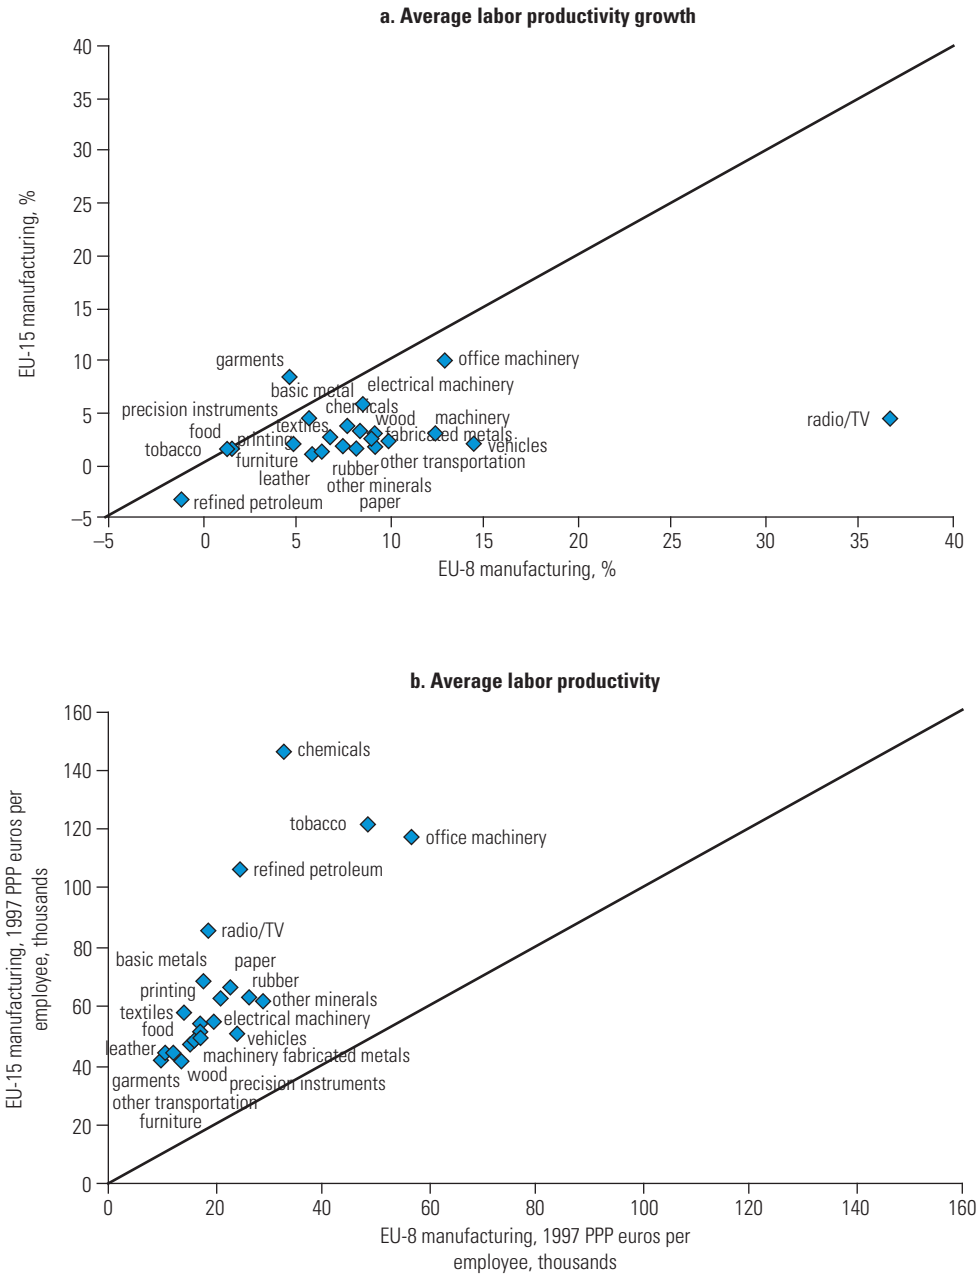 a. Average labor productivity growth
40
35
30
25
20
15
10
5
0
–5
EU-15 manufacturing, %
garments
office machinery
basic metal
electrical machinery
precision instruments
chemicals
radio/TV
food
textiles
wood
machinery
tobacco
printing
fabricated metals
vehicles
furniture
other transportation
leather
rubber
other minerals
refined petroleum
paper
–5
0
5
10
15
20
25
30
35
40
EU-8 manufacturing, %
b. Average labor productivity
160
140
120
100
80
60
40
20
0
EU-15 manufacturing, 1997 PPP euros per
employee, thousands
chemicals
tobacco
office machinery
refined petroleum
radio/TV
basic metals
paper
rubber
printing
other minerals
textiles
electrical machinery
food
vehicles
leather
machinery fabricated metals
garments
wood
precision instruments
other transportation
furniture
0
20
40
60
80
100
120
140
160
EU-8 manufacturing, 1997 PPP euros per
employee, thousands